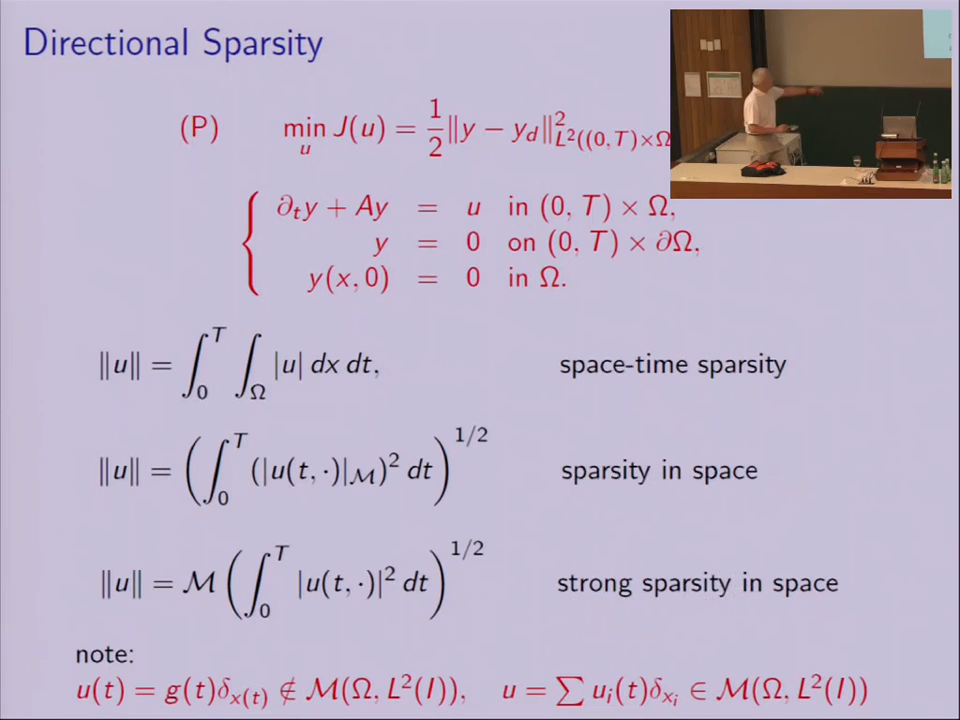 Directional Sparsity
(P) min_u J(u) = 1/2 ‖y − y_d‖²_{L²((0,T)×Ω
∂_t y + Ay = u in (0, T) × Ω,
y = 0 on (0, T) × ∂Ω,
y(x, 0) = 0 in Ω.
‖u‖ = ∫_0^T ∫_Ω |u| dx dt, space-time sparsity
‖u‖ = (∫_0^T (|u(t, ·)|_ℳ)² dt)^{1/2} sparsity in space
‖u‖ = ℳ (∫_0^T |u(t, ·)|² dt)^{1/2} strong sparsity in space
note:
u(t) = g(t)δ_{x(t)} ∉ ℳ(Ω, L²(I)), u = ∑ u_i(t)δ_{x_i} ∈ ℳ(Ω, L²(I))